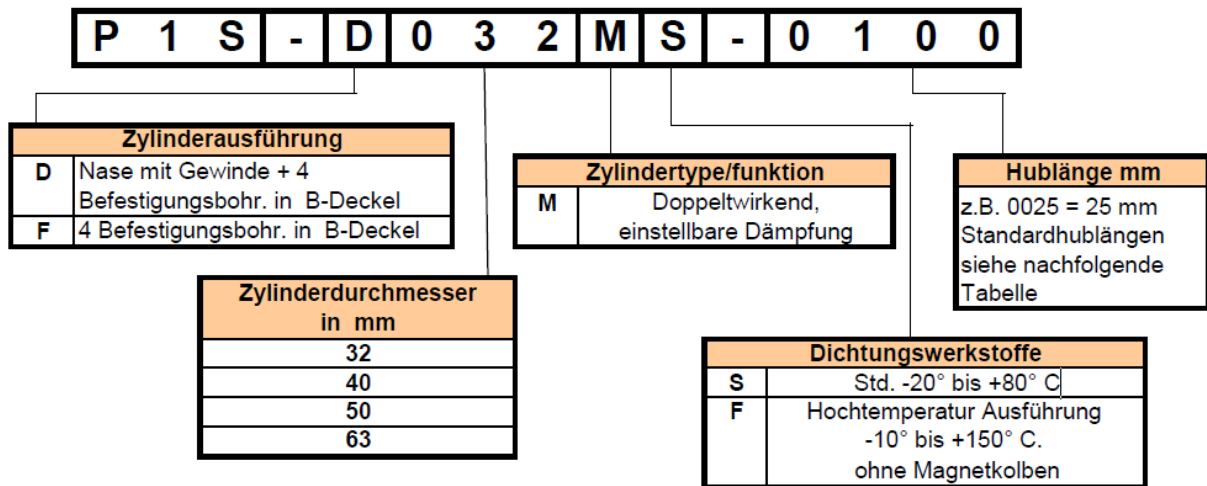 P 1 S - D 0 3 2 M S - 0 1 0 0
Zylinderausführung
D Nase mit Gewinde + 4
Befestigungsbohr. in B-Deckel
F 4 Befestigungsbohr. in B-Deckel
Zylinderdurchmesser
in mm
32
40
50
63
Zylindertype/funktion
M Doppeltwirkend,
einstellbare Dämpfung
Dichtungswerkstoffe
S Std. -20° bis +80° C
F Hochtemperatur Ausführung
-10° bis +150° C.
ohne Magnetkolben
Hublänge mm
z.B. 0025 = 25 mm
Standardhublängen
siehe nachfolgende
Tabelle